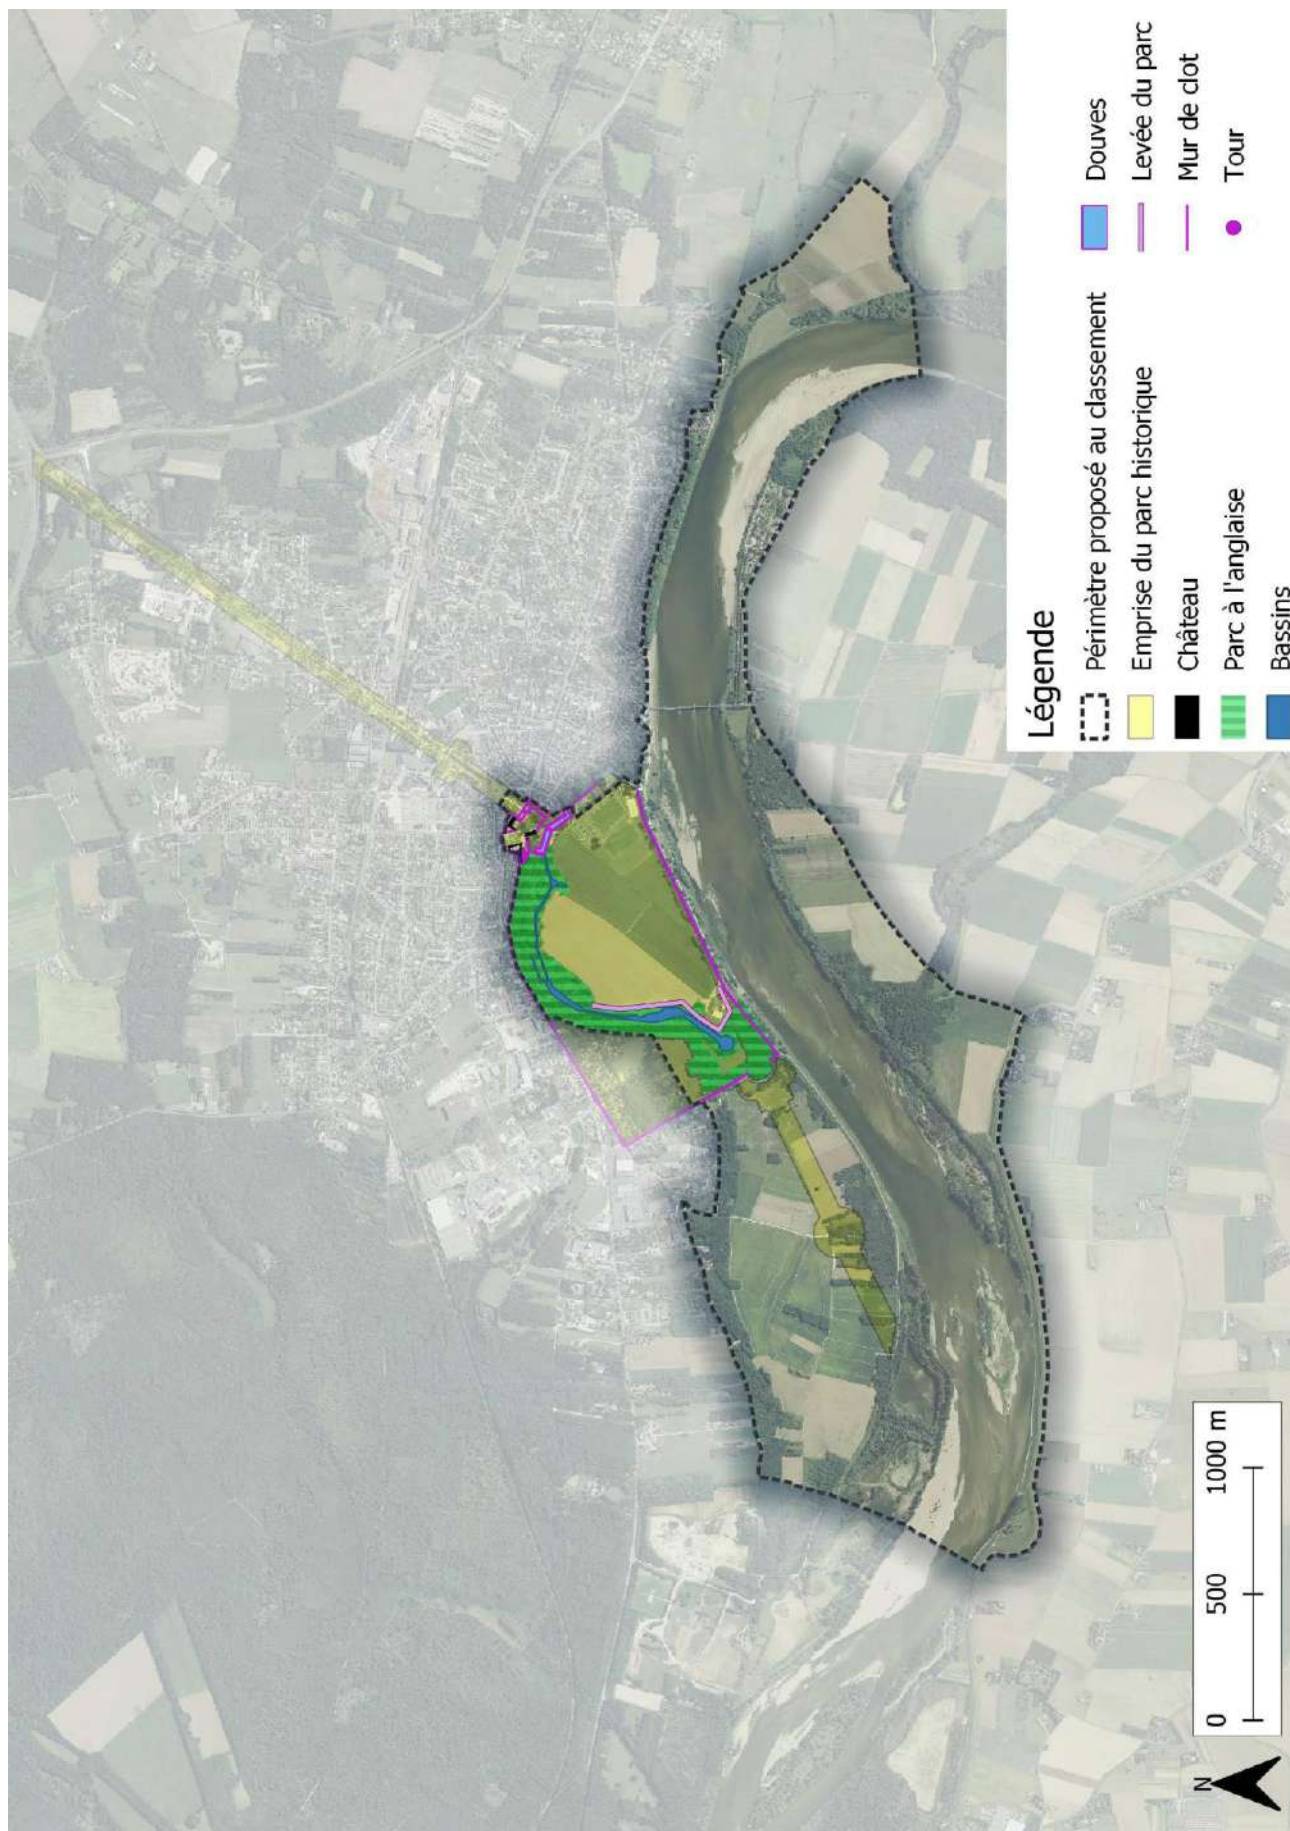 Légende
Périmètre proposé au classement
Emprise du parc historique
Château
Parc à l'anglaise
Bassins
Douves
Levée du parc
Mur de clot
Tour
N
0 500 1000 m